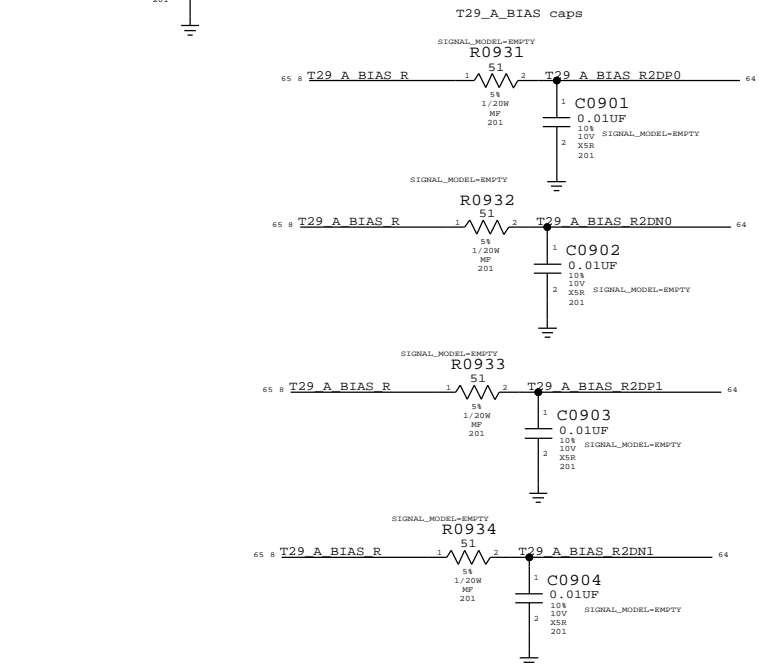 201
T29_A_BIAS caps
SIGNAL_MODEL=EMPTY
R0931
51
65 8 T29_A_BIAS_R 1 2 T29_A_BIAS_R2DP0 64
5%
1/20W
MF
201
1
C0901
0.01UF
10%
10V SIGNAL_MODEL=EMPTY
2
X5R
201
SIGNAL_MODEL=EMPTY
R0932
51
65 8 T29_A_BIAS_R 1 2 T29_A_BIAS_R2DN0 64
5%
1/20W
MF
201
1
C0902
0.01UF
10%
10V
2
X5R SIGNAL_MODEL=EMPTY
201
SIGNAL_MODEL=EMPTY
R0933
51
65 8 T29_A_BIAS_R 1 2 T29_A_BIAS_R2DP1 64
5%
1/20W
MF
201
1
C0903
0.01UF
10%
10V SIGNAL_MODEL=EMPTY
2
X5R
201
SIGNAL_MODEL=EMPTY
R0934
51
65 8 T29_A_BIAS_R 1 2 T29_A_BIAS_R2DN1 64
5%
1/20W
MF
201
1
C0904
0.01UF
10%
10V SIGNAL_MODEL=EMPTY
2
X5R
201